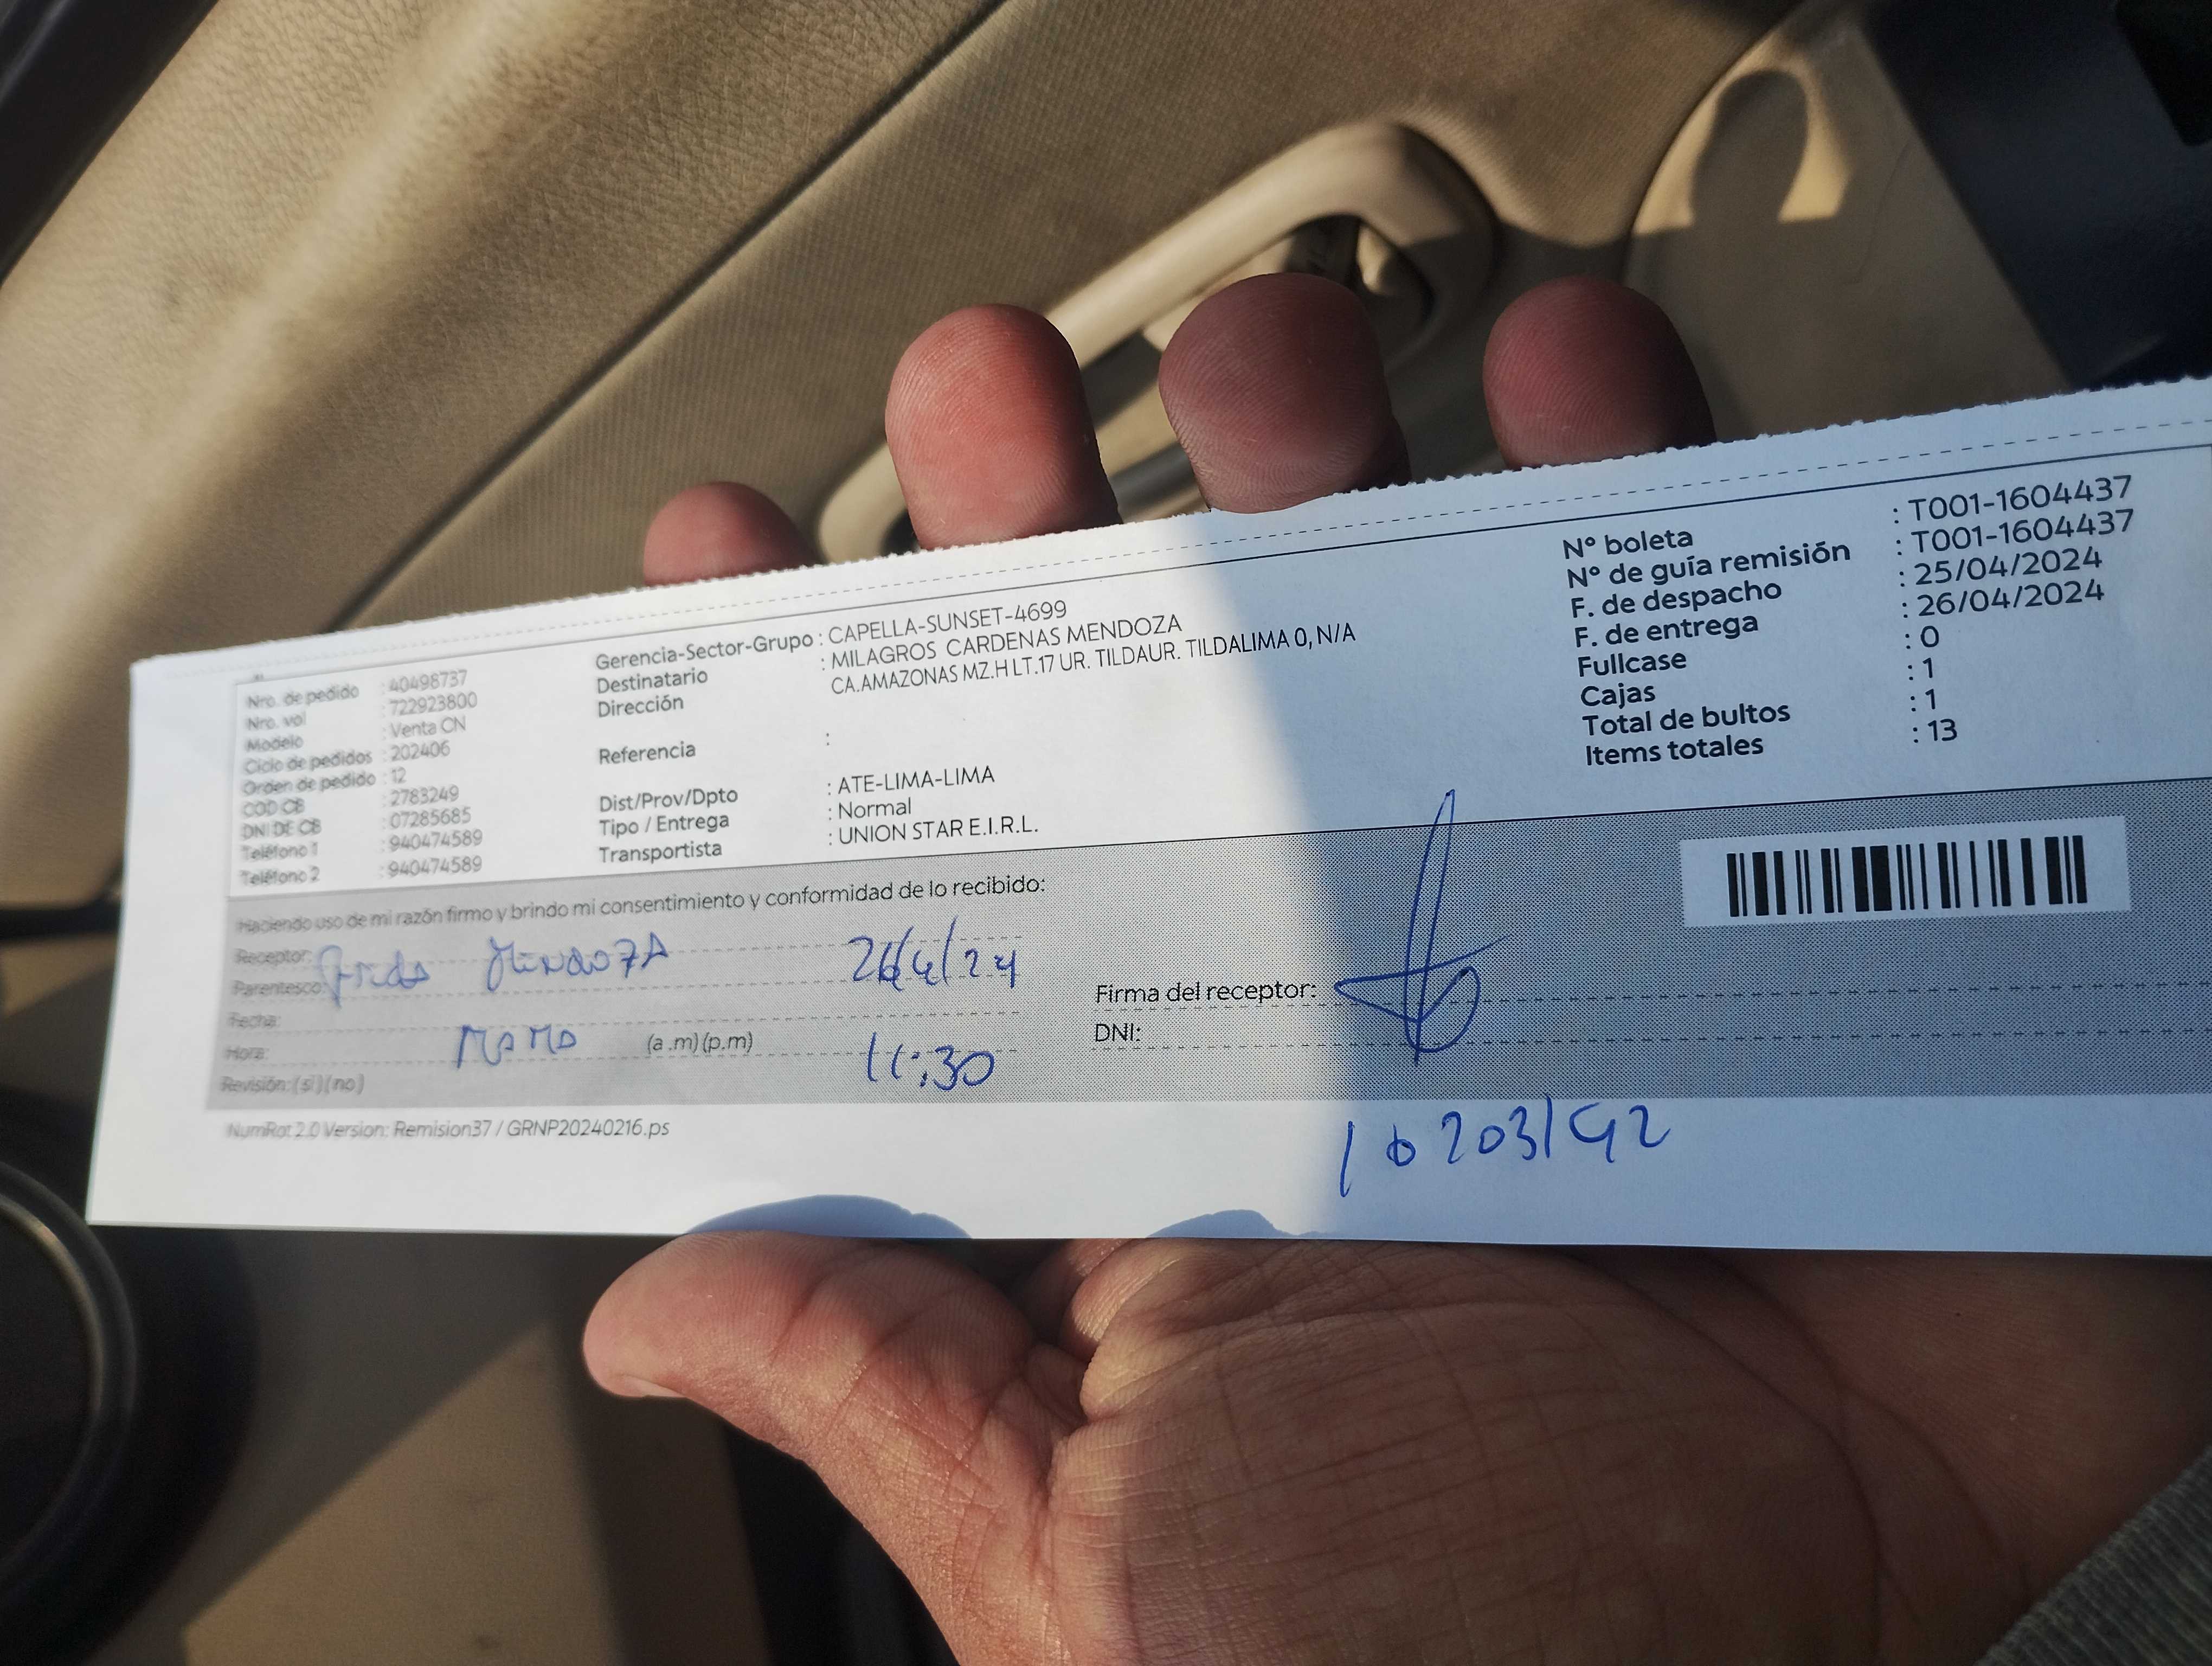 Nro. de pedido : 40498737
Nro. vol : 722923800
Modelo : Venta CN
Ciclo de pedidos : 202406
Orden de pedido : 12
COD CB : 2783249
DNI DE CB : 07285685
Teléfono 1 : 940474589
Teléfono 2 : 940474589
Gerencia-Sector-Grupo : CAPELLA-SUNSET-4699
Destinatario : MILAGROS CARDENAS MENDOZA
Dirección CA.AMAZONAS MZ.H LT.17 UR. TILDAUR. TILDALIMA 0, N/A
Referencia :
Dist/Prov/Dpto : ATE-LIMA-LIMA
Tipo / Entrega : Normal
Transportista : UNION STAR E.I.R.L.
N° boleta : T001-1604437
N° de guía remisión : T001-1604437
F. de despacho : 25/04/2024
F. de entrega : 26/04/2024
Fullcase : 0
Cajas : 1
Total de bultos : 1
Items totales : 13
Haciendo uso de mi razón firmo y brindo mi consentimiento y conformidad de lo recibido:
Receptor: MENDOZA 26/4/24
Parentesco:
Fecha:
Hora: (a.m) (p.m) 11:30
Revisión: (si) (no)
Firma del receptor:
DNI:
NumRot 2.0 Version: Remision37 / GRNP20240216.ps